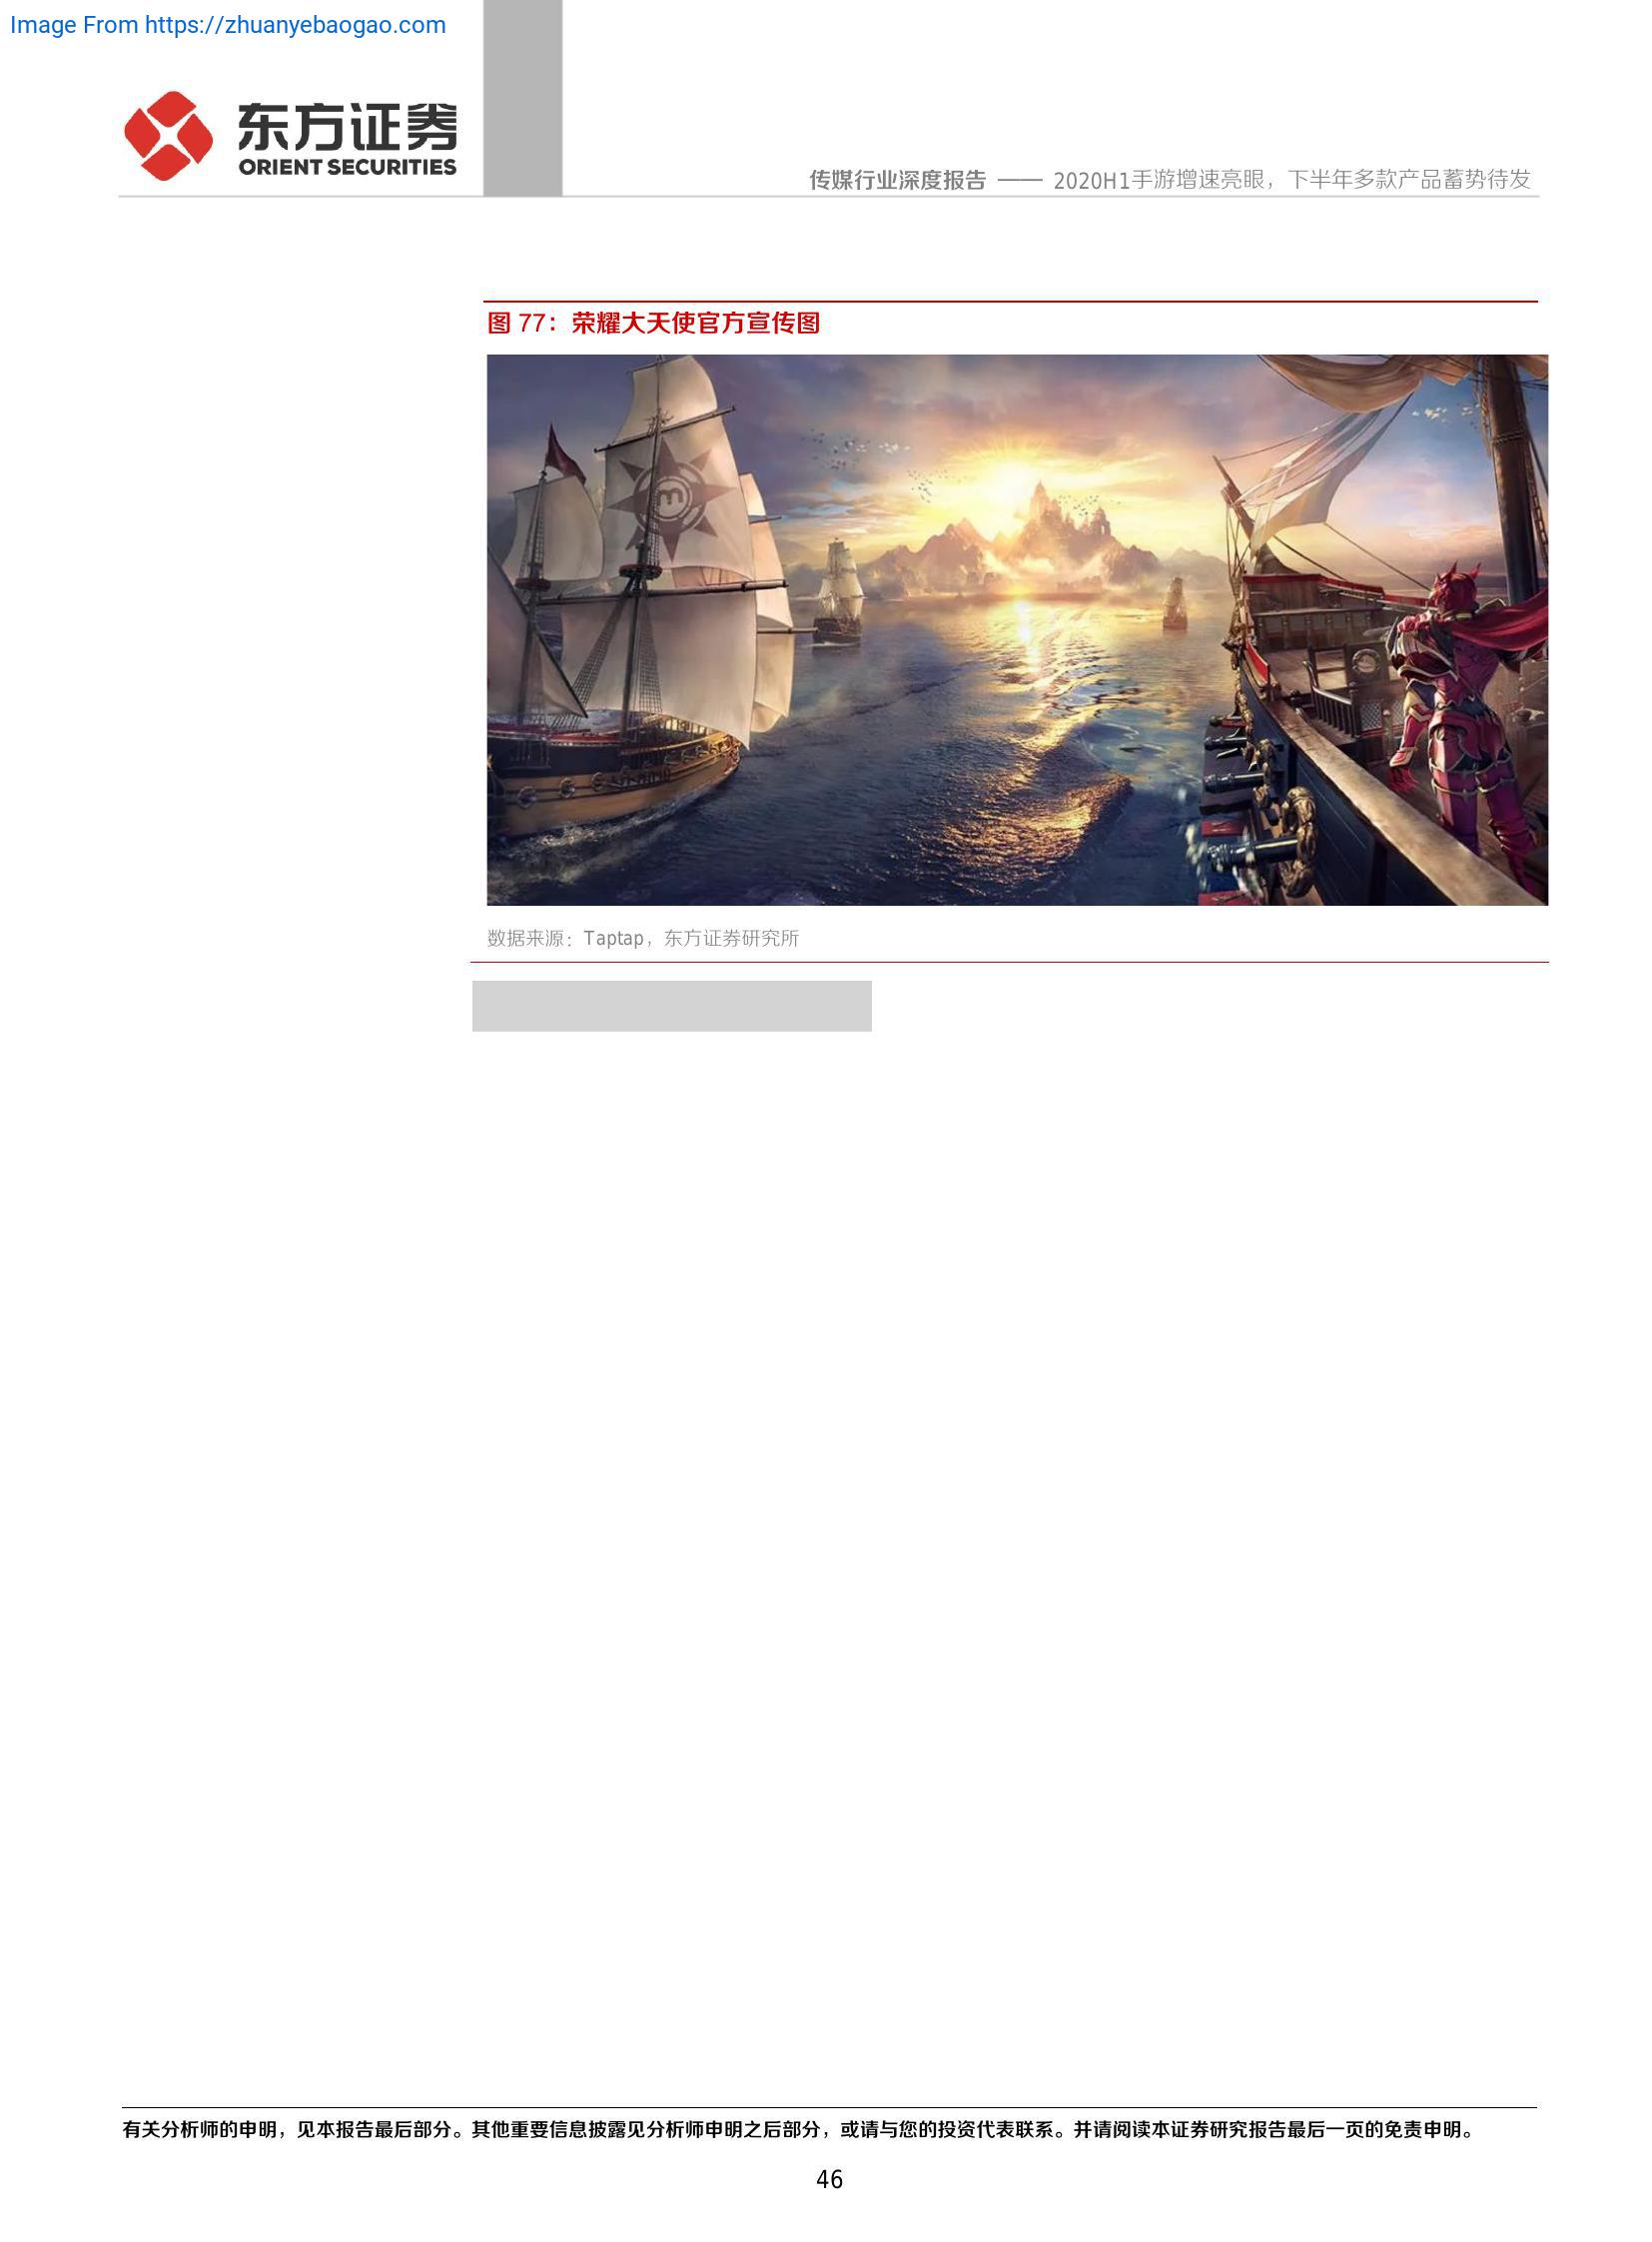 Image From https://zhuanyebaogao.com
东方证券
ORIENT SECURITIES
传媒行业深度报告 —— 2020H1手游增速亮眼，下半年多款产品蓄势待发
图 77：荣耀大天使官方宣传图
m
数据来源：Taptap，东方证券研究所
有关分析师的申明，见本报告最后部分。其他重要信息披露见分析师申明之后部分，或请与您的投资代表联系。并请阅读本证券研究报告最后一页的免责申明。
46